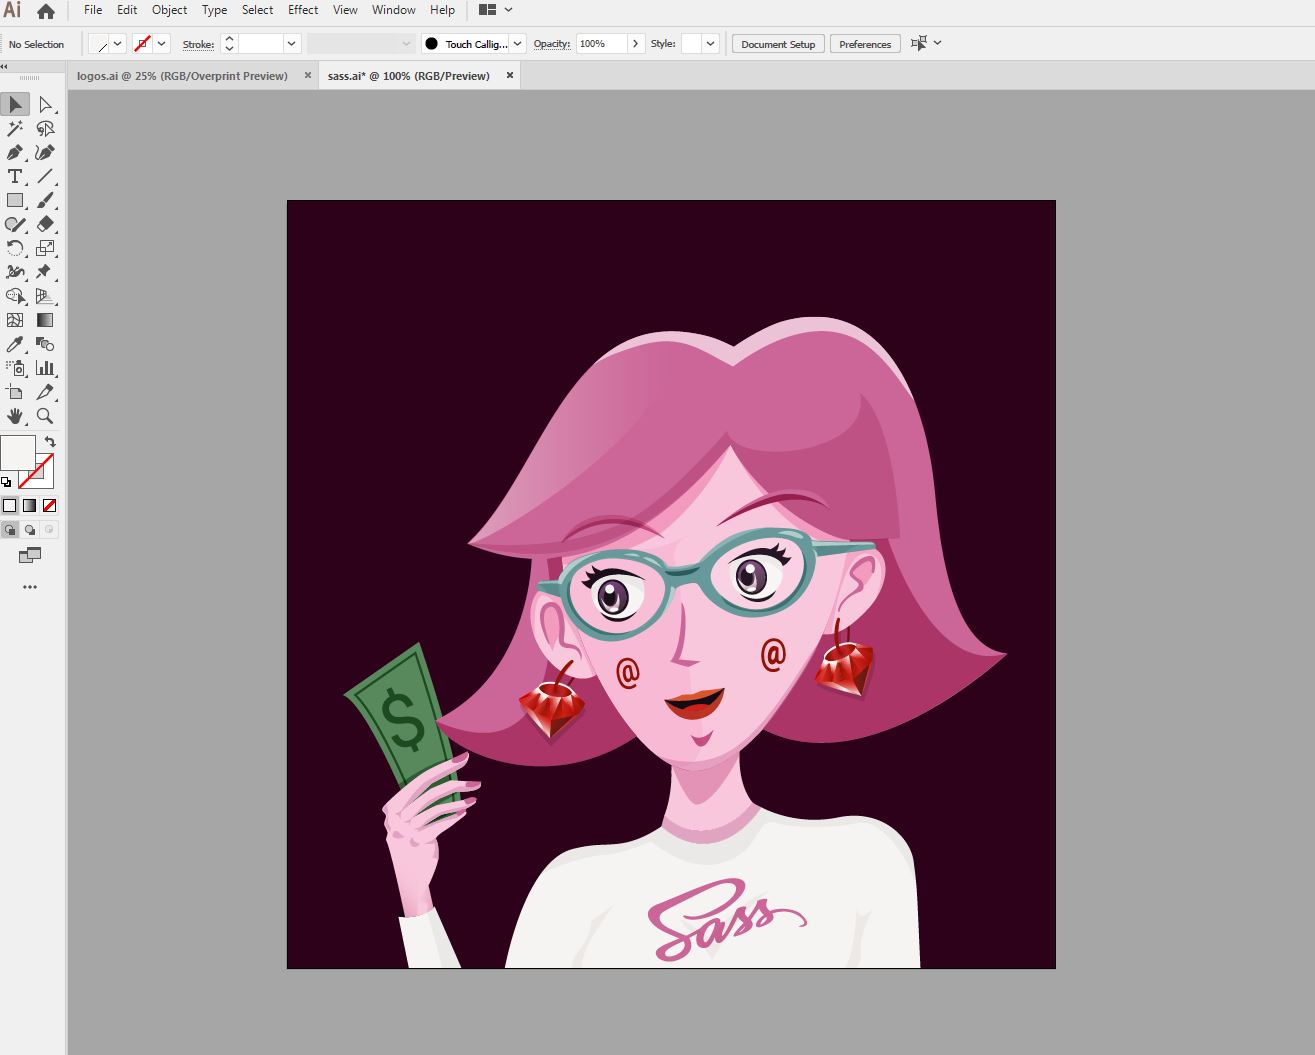 Ai
File Edit Object Type Select Effect View Window Help
No Selection Stroke: Touch Callig... Opacity: 100% Style: Document Setup Preferences
logos.ai @ 25% (RGB/Overprint Preview) × sass.ai* @ 100% (RGB/Preview) ×
T
@ @
$
Sass